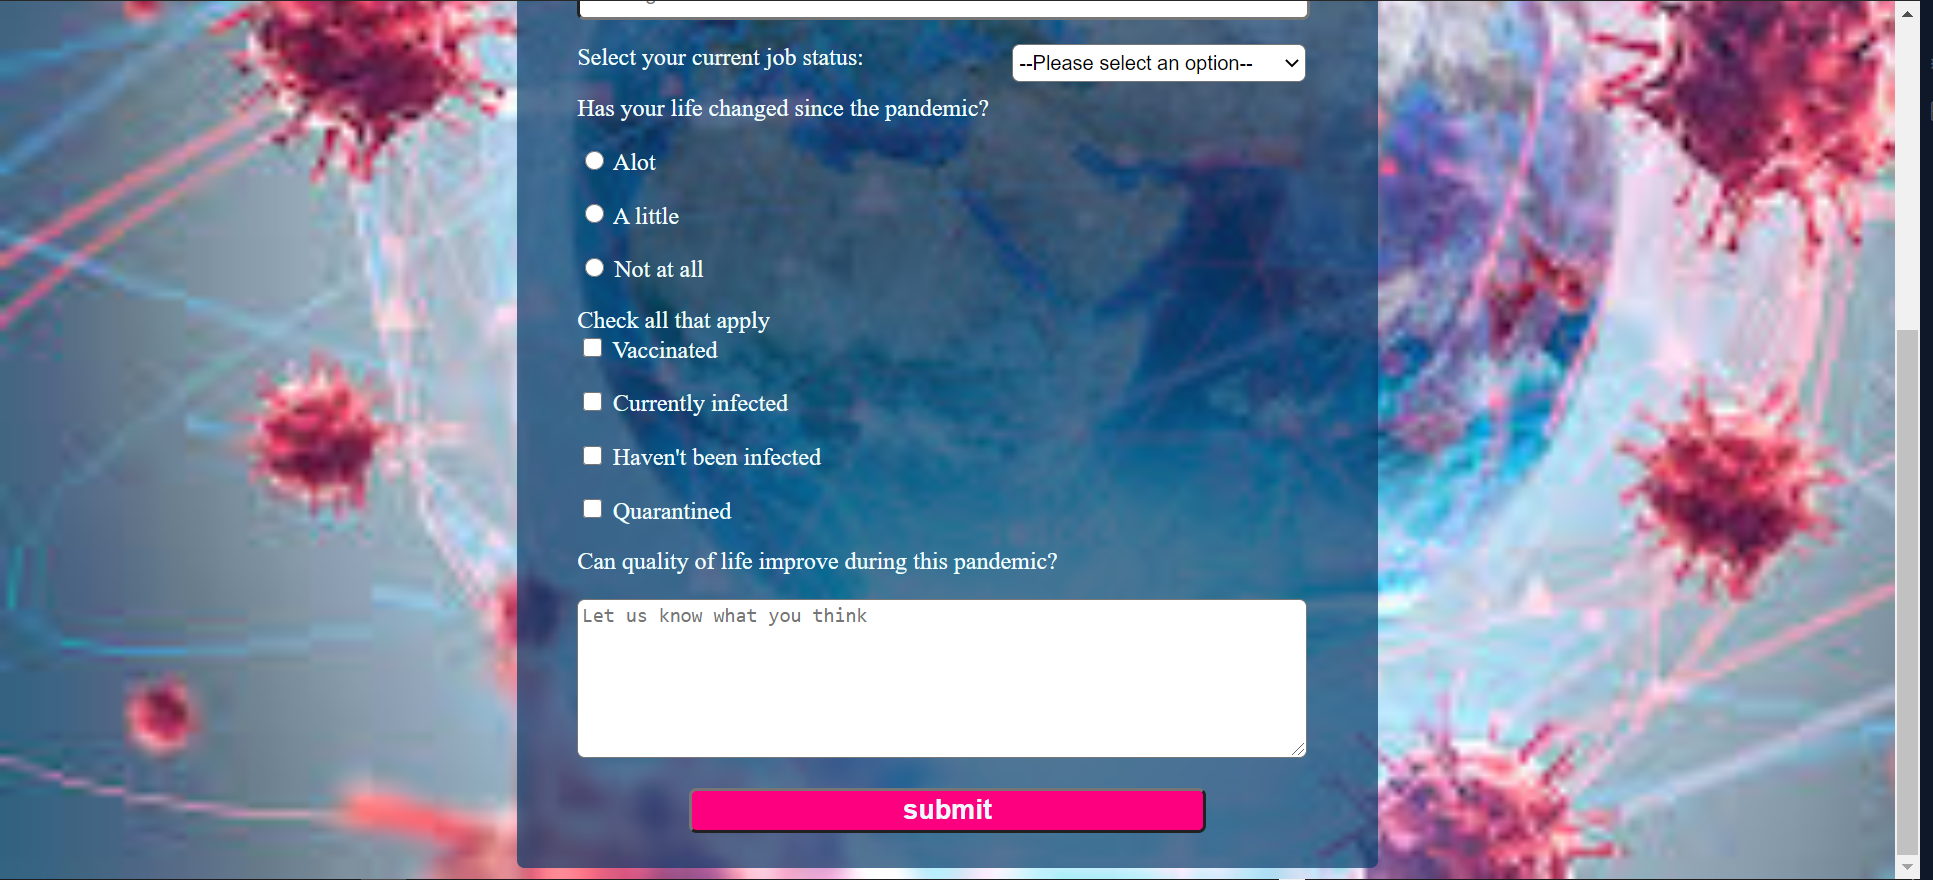 Select your current job status:
--Please select an option--
Has your life changed since the pandemic?
Alot
A little
Not at all
Check all that apply
Vaccinated
Currently infected
Haven't been infected
Quarantined
Can quality of life improve during this pandemic?
Let us know what you think
submit